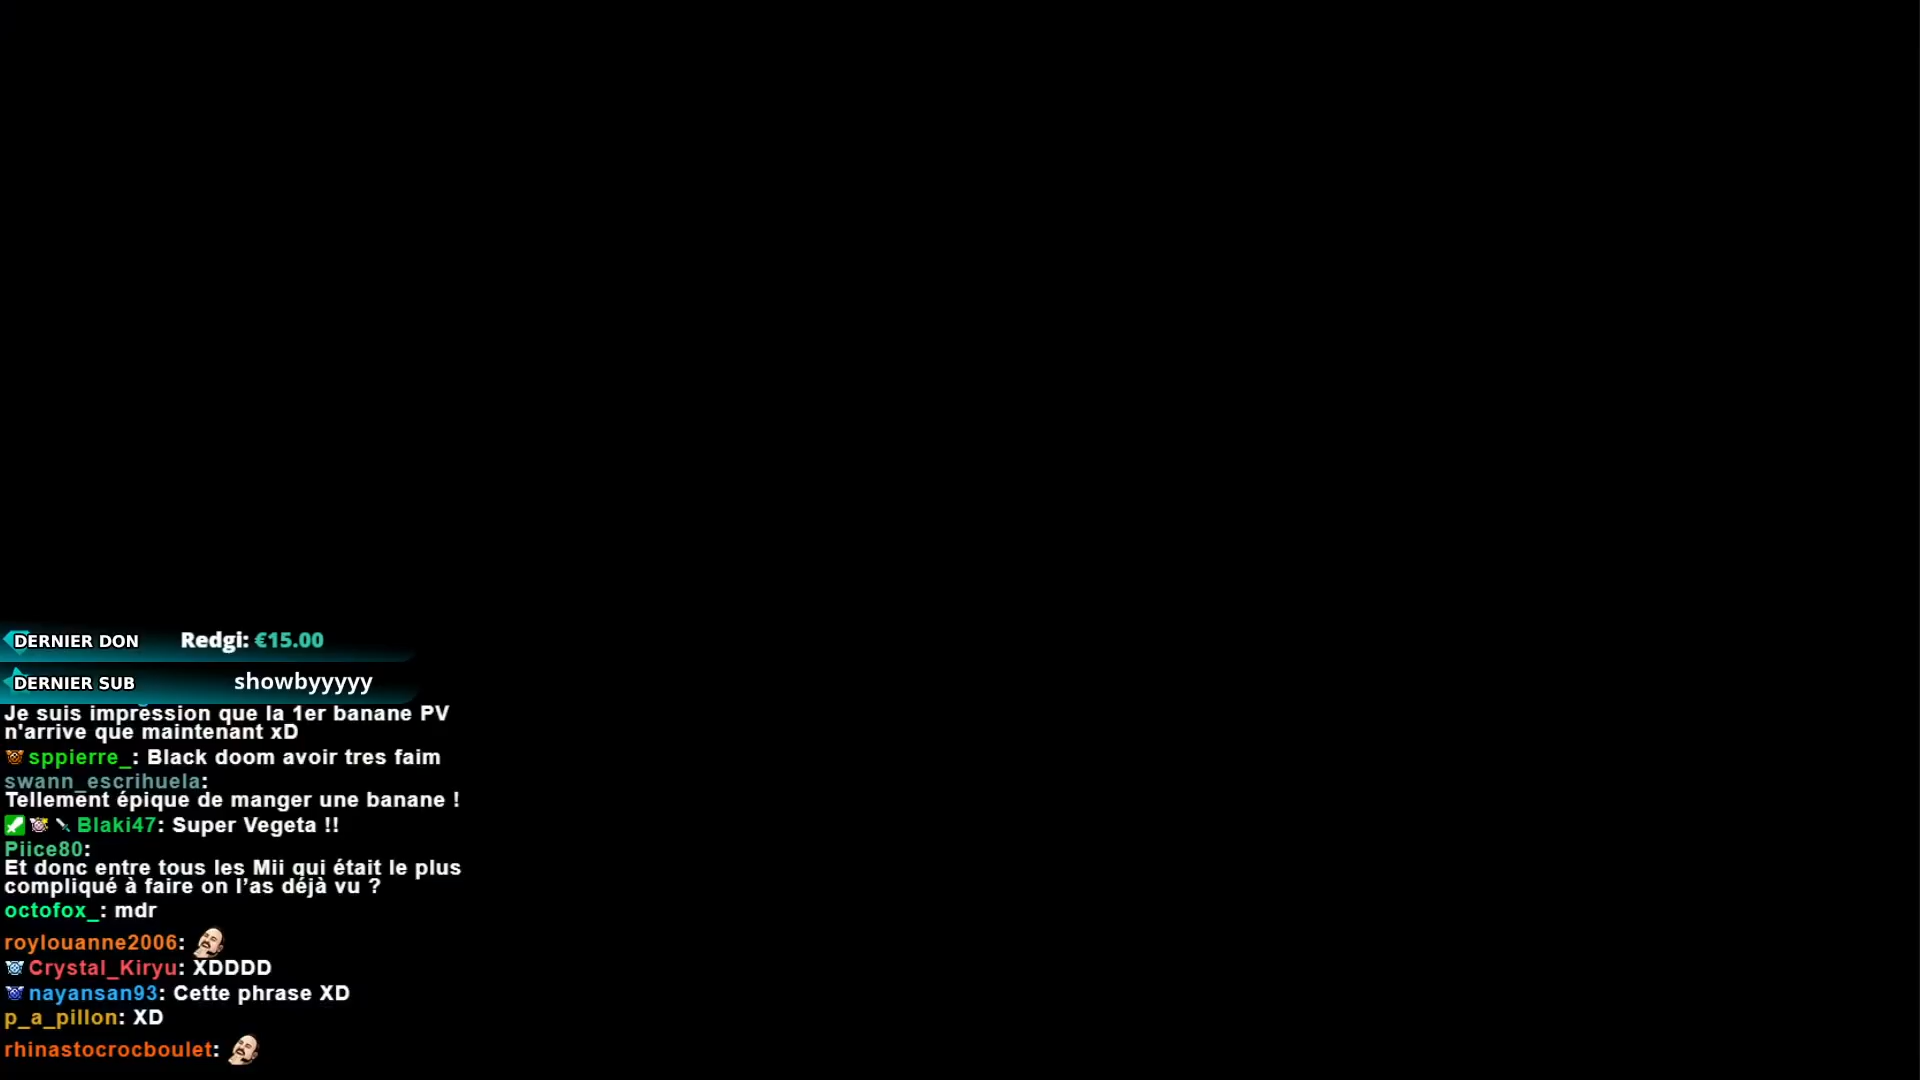 DERNIER DON Redgi: €15.00
DERNIER SUB showbyyyyy
Je suis impression que la 1er banane PV
n'arrive que maintenant xD
sppierre_: Black doom avoir tres faim
swann_escrihuela:
Tellement épique de manger une banane !
Blaki47: Super Vegeta !!
Piice80:
Et donc entre tous les Mii qui était le plus
compliqué à faire on l’as déjà vu ?
octofox_: mdr
roylouanne2006:
Crystal_Kiryu: XDDDD
nayansan93: Cette phrase XD
p_a_pillon: XD
rhinastocrocboulet: